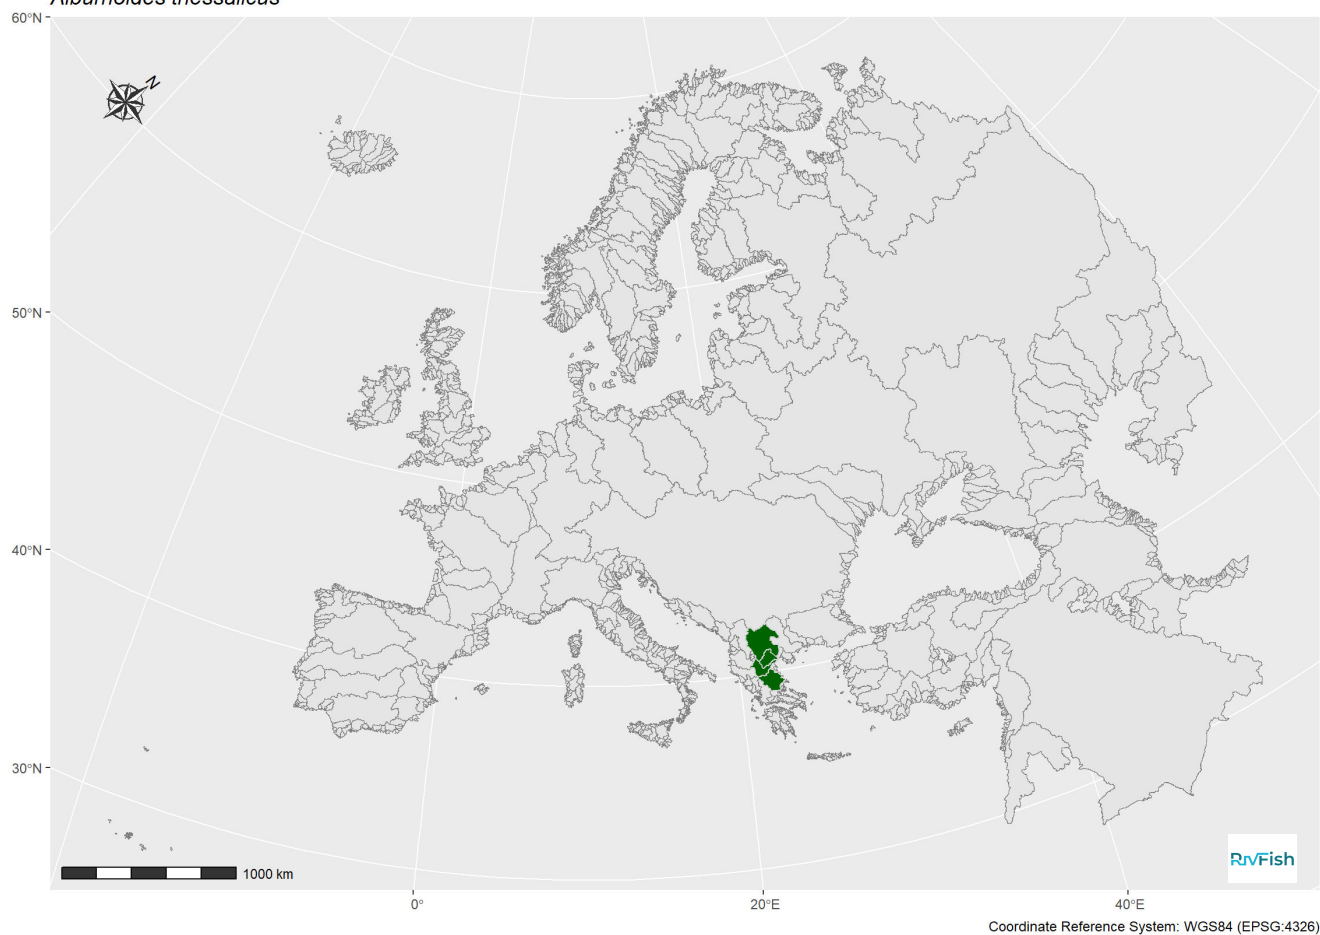 Alburnoides thessalicus
60°N
N
50°N
40°N
30°N
1000 km
RivFish
0°
20°E
40°E
Coordinate Reference System: WGS84 (EPSG:4326)